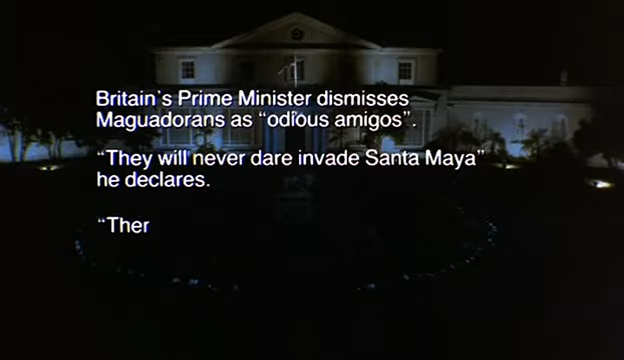 Britain's Prime Minister dismisses
Maguadorans as “odious amigos”.
“They will never dare invade Santa Maya”
he declares.
“Ther